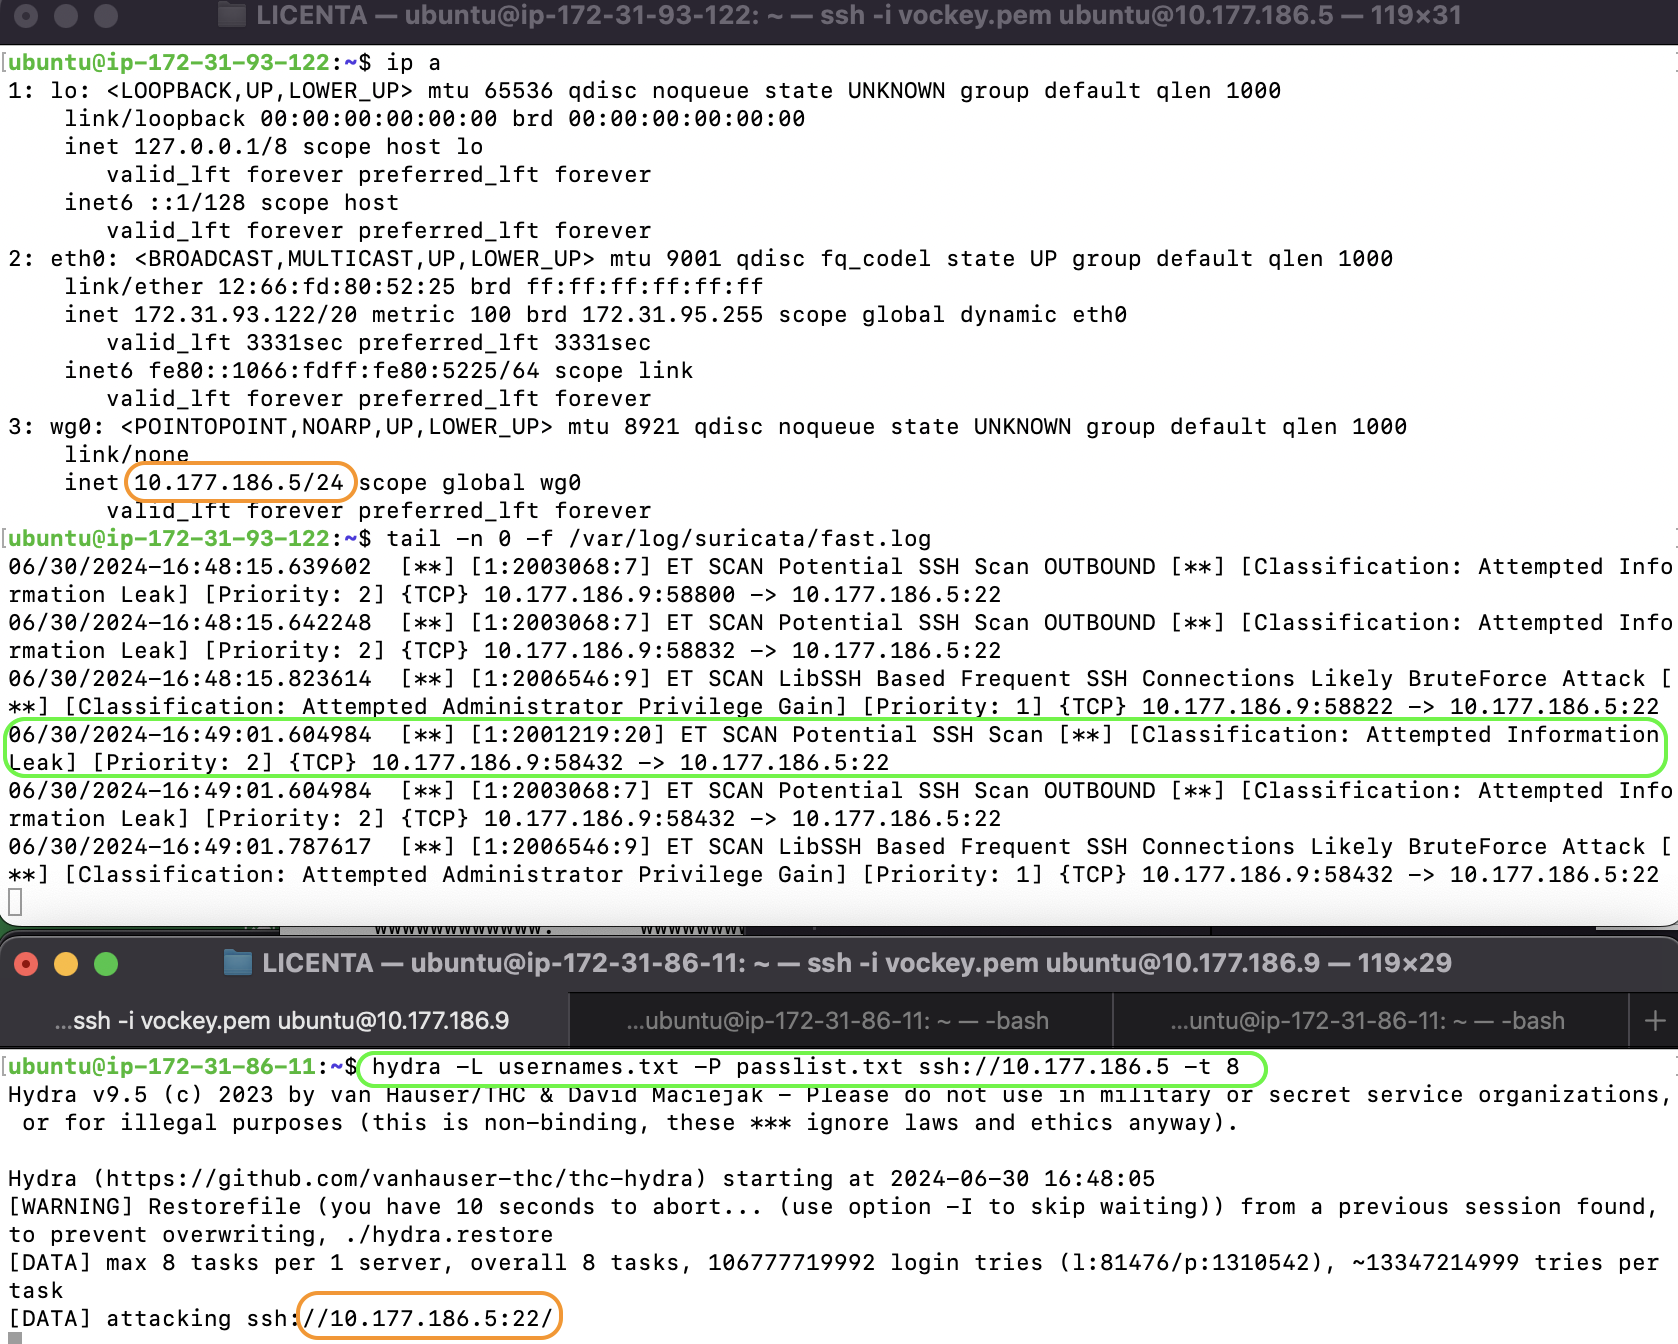 LICENTA — ubuntu@ip-172-31-93-122: ~ — ssh -i vockey.pem ubuntu@10.177.186.5 — 119×31
[ubuntu@ip-172-31-93-122:~$ ip a
1: lo: <LOOPBACK,UP,LOWER_UP> mtu 65536 qdisc noqueue state UNKNOWN group default qlen 1000
    link/loopback 00:00:00:00:00:00 brd 00:00:00:00:00:00
    inet 127.0.0.1/8 scope host lo
       valid_lft forever preferred_lft forever
    inet6 ::1/128 scope host
       valid_lft forever preferred_lft forever
2: eth0: <BROADCAST,MULTICAST,UP,LOWER_UP> mtu 9001 qdisc fq_codel state UP group default qlen 1000
    link/ether 12:66:fd:80:52:25 brd ff:ff:ff:ff:ff:ff
    inet 172.31.93.122/20 metric 100 brd 172.31.95.255 scope global dynamic eth0
       valid_lft 3331sec preferred_lft 3331sec
    inet6 fe80::1066:fdff:fe80:5225/64 scope link
       valid_lft forever preferred_lft forever
3: wg0: <POINTOPOINT,NOARP,UP,LOWER_UP> mtu 8921 qdisc noqueue state UNKNOWN group default qlen 1000
    link/none
    inet 10.177.186.5/24 scope global wg0
       valid_lft forever preferred_lft forever
[ubuntu@ip-172-31-93-122:~$ tail -n 0 -f /var/log/suricata/fast.log
06/30/2024-16:48:15.639602  [**] [1:2003068:7] ET SCAN Potential SSH Scan OUTBOUND [**] [Classification: Attempted Info
rmation Leak] [Priority: 2] {TCP} 10.177.186.9:58800 -> 10.177.186.5:22
06/30/2024-16:48:15.642248  [**] [1:2003068:7] ET SCAN Potential SSH Scan OUTBOUND [**] [Classification: Attempted Info
rmation Leak] [Priority: 2] {TCP} 10.177.186.9:58832 -> 10.177.186.5:22
06/30/2024-16:48:15.823614  [**] [1:2006546:9] ET SCAN LibSSH Based Frequent SSH Connections Likely BruteForce Attack [
**] [Classification: Attempted Administrator Privilege Gain] [Priority: 1] {TCP} 10.177.186.9:58822 -> 10.177.186.5:22
06/30/2024-16:49:01.604984  [**] [1:2001219:20] ET SCAN Potential SSH Scan [**] [Classification: Attempted Information
Leak] [Priority: 2] {TCP} 10.177.186.9:58432 -> 10.177.186.5:22
06/30/2024-16:49:01.604984  [**] [1:2003068:7] ET SCAN Potential SSH Scan OUTBOUND [**] [Classification: Attempted Info
rmation Leak] [Priority: 2] {TCP} 10.177.186.9:58432 -> 10.177.186.5:22
06/30/2024-16:49:01.787617  [**] [1:2006546:9] ET SCAN LibSSH Based Frequent SSH Connections Likely BruteForce Attack [
**] [Classification: Attempted Administrator Privilege Gain] [Priority: 1] {TCP} 10.177.186.9:58432 -> 10.177.186.5:22
LICENTA — ubuntu@ip-172-31-86-11: ~ — ssh -i vockey.pem ubuntu@10.177.186.9 — 119×29
...ssh -i vockey.pem ubuntu@10.177.186.9 ...ubuntu@ip-172-31-86-11: ~ — -bash ...untu@ip-172-31-86-11: ~ — -bash +
[ubuntu@ip-172-31-86-11:~$ hydra -L usernames.txt -P passlist.txt ssh://10.177.186.5 -t 8
Hydra v9.5 (c) 2023 by van Hauser/THC & David Maciejak - Please do not use in military or secret service organizations,
 or for illegal purposes (this is non-binding, these *** ignore laws and ethics anyway).
Hydra (https://github.com/vanhauser-thc/thc-hydra) starting at 2024-06-30 16:48:05
[WARNING] Restorefile (you have 10 seconds to abort... (use option -I to skip waiting)) from a previous session found,
to prevent overwriting, ./hydra.restore
[DATA] max 8 tasks per 1 server, overall 8 tasks, 106777719992 login tries (l:81476/p:1310542), ~13347214999 tries per
task
[DATA] attacking ssh://10.177.186.5:22/